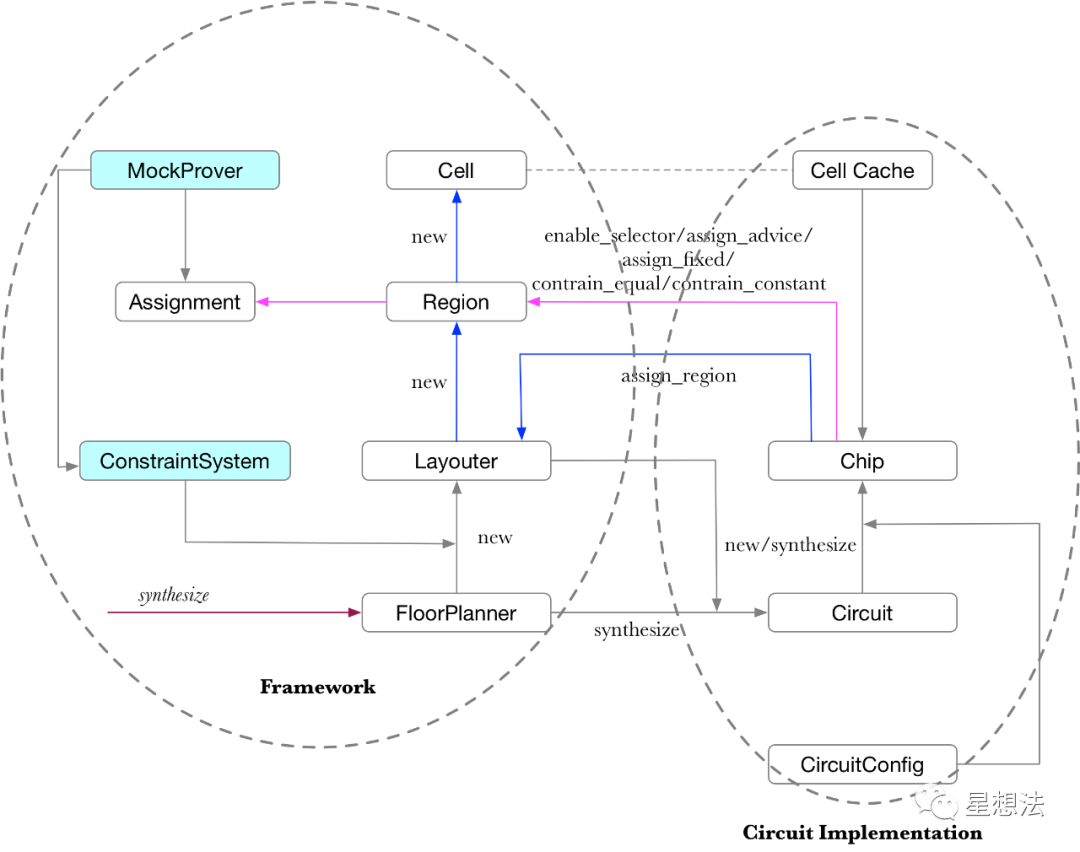 MockProver
Cell
Cell Cache
new
enable_selector/assign_advice/
assign_fixed/
contrain_equal/contrain_constant
Assignment
Region
new
assign_region
ConstraintSystem
Layouter
Chip
new
new/synthesize
synthesize
FloorPlanner
synthesize
Circuit
Framework
CircuitConfig
星想法
Circuit Implementation